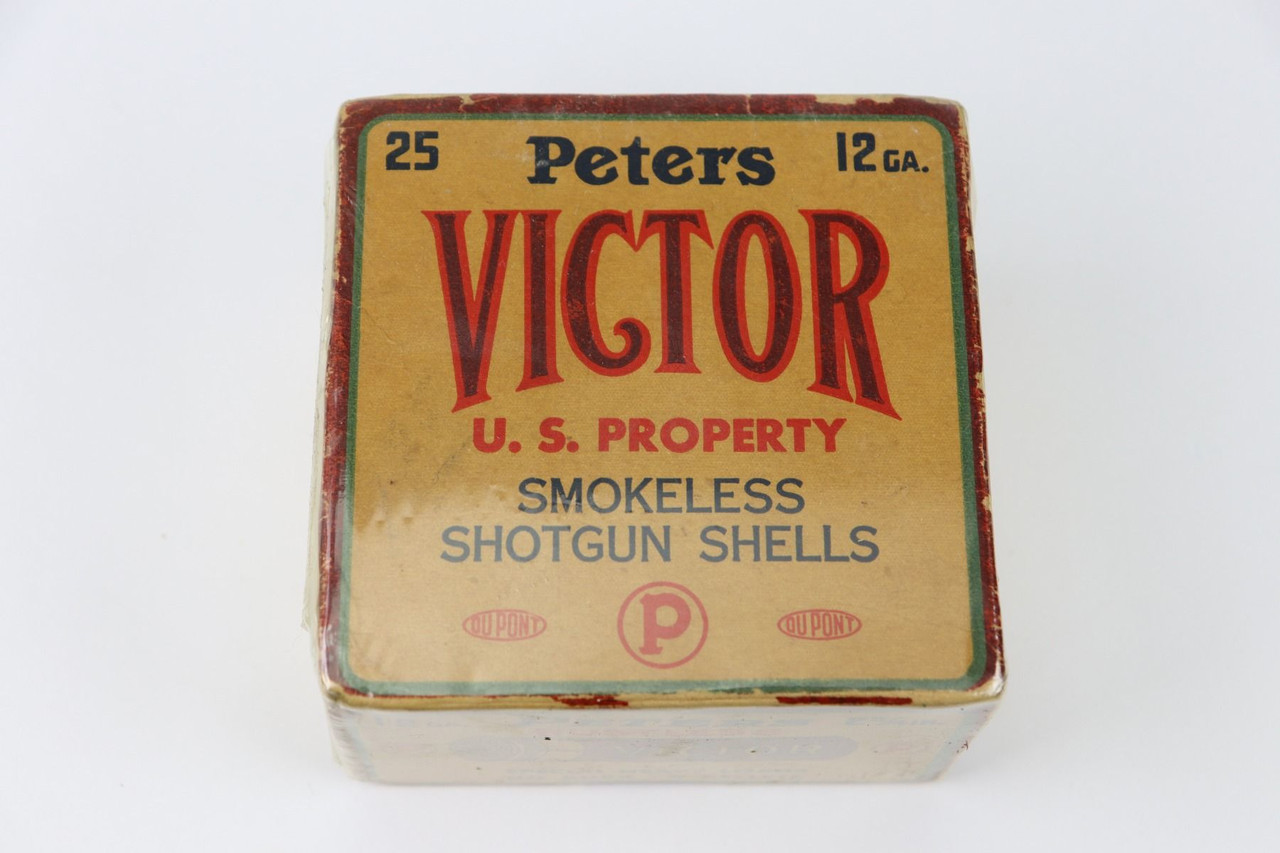 25 Peters 12 GA.
VICTOR
U. S. PROPERTY
SMOKELESS
SHOTGUN SHELLS
DU PONT P DU PONT